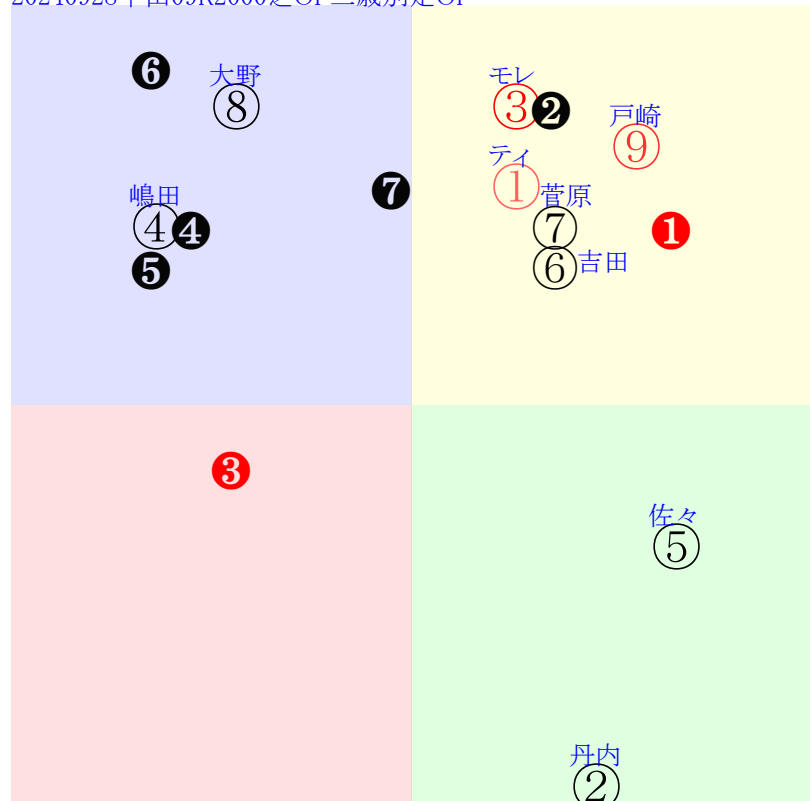 ❻
大野
⑧
モレ
③❷
戸崎
⑨
ティ
①
嶋田
④❹
❼
菅原
⑦
❶
❺
⑥吉田
❸
佐々
⑤
丹内
②